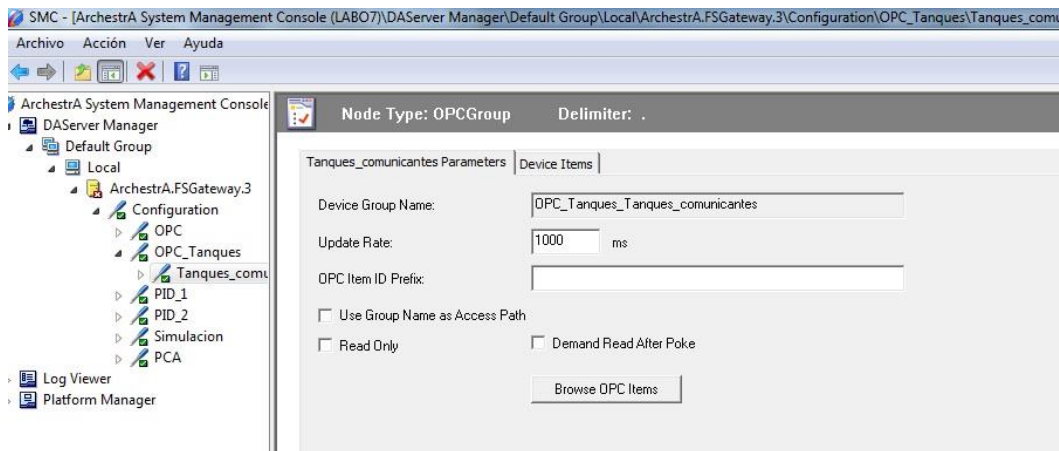 SMC - [ArchestrA System Management Console (LABO7)\DAServer Manager\Default Group\Local\ArchestrA.FSGateway.3\Configuration\OPC_Tanques\Tanques_comu
Archivo Acción Ver Ayuda
ArchestrA System Management Console
DAServer Manager
Default Group
Local
ArchestrA.FSGateway.3
Configuration
OPC
OPC_Tanques
Tanques_comu
PID_1
PID_2
Simulacion
PCA
Log Viewer
Platform Manager
Node Type: OPCGroup Delimiter: .
Tanques_comunicantes Parameters Device Items
Device Group Name: OPC_Tanques_Tanques_comunicantes
Update Rate: 1000 ms
OPC Item ID Prefix:
Use Group Name as Access Path
Read Only Demand Read After Poke
Browse OPC Items